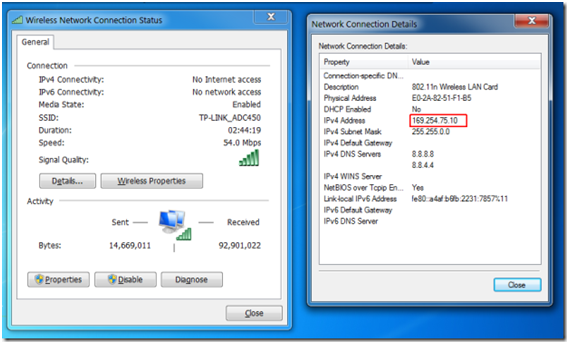 Wireless Network Connection Status
General
Connection
IPv4 Connectivity: No Internet access
IPv6 Connectivity: No network access
Media State: Enabled
SSID: TP-LINK_ADC450
Duration: 02:44:19
Speed: 54.0 Mbps
Signal Quality:
Details... Wireless Properties
Activity
Sent Received
Bytes: 14,669,011 92,901,022
Properties Disable Diagnose
Close
Network Connection Details
Network Connection Details:
Property Value
Connection-specific DN...
Description 802.11n Wireless LAN Card
Physical Address E0-2A-82-51-F1-B5
DHCP Enabled No
IPv4 Address 169.254.75.10
IPv4 Subnet Mask 255.255.0.0
IPv4 Default Gateway
IPv4 DNS Servers 8.8.8.8
8.8.4.4
IPv4 WINS Server
NetBIOS over Tcpip En... Yes
Link-local IPv6 Address fe80::a4af:b6fb:2231:7857%11
IPv6 Default Gateway
IPv6 DNS Server
Close